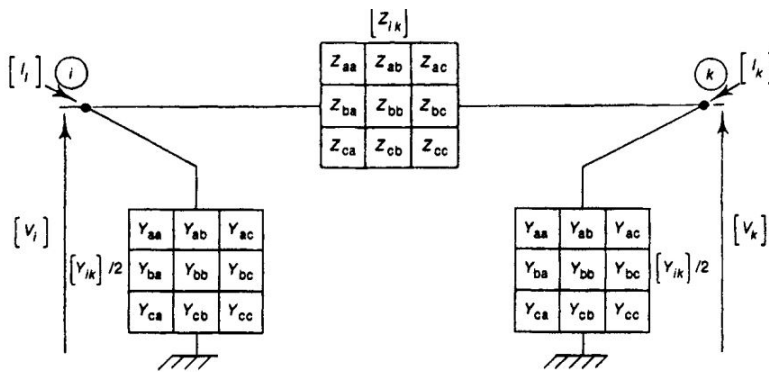 [Z_ik]
[I_i] i
Z_aa Z_ab Z_ac
Z_ba Z_bb Z_bc
Z_ca Z_cb Z_cc
k [I_k]
[V_i]
Y_aa Y_ab Y_ac
[Y_ik]/2 Y_ba Y_bb Y_bc
Y_ca Y_cb Y_cc
Y_aa Y_ab Y_ac
Y_ba Y_bb Y_bc [Y_ik]/2
Y_ca Y_cb Y_cc
[V_k]